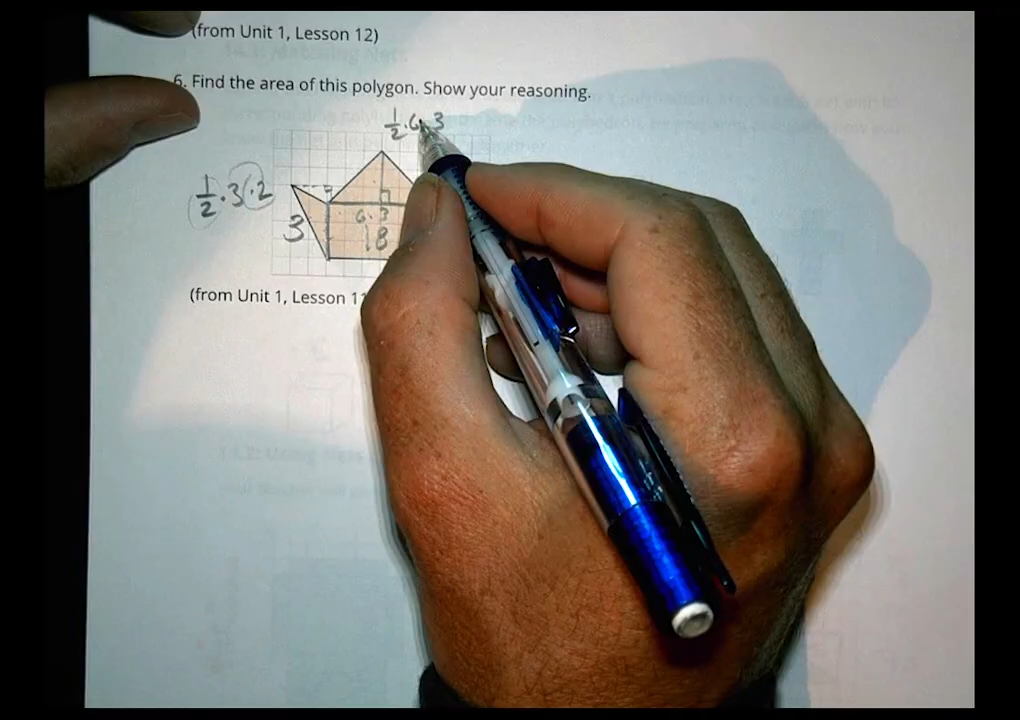 (from Unit 1, Lesson 12)
6. Find the area of this polygon. Show your reasoning.
1/2 · 6 · 3
1/2 · 3 · 2
3
6 · 3
18
(from Unit 1, Lesson